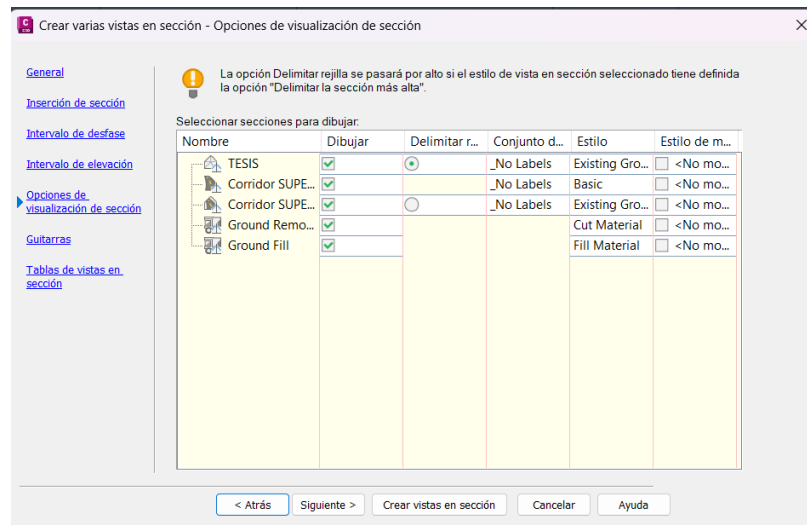 Crear varias vistas en sección - Opciones de visualización de sección
General
Inserción de sección
Intervalo de desfase
Intervalo de elevación
Opciones de
visualización de sección
Guitarras
Tablas de vistas en
sección
La opción Delimitar rejilla se pasará por alto si el estilo de vista en sección seleccionado tiene definida
la opción "Delimitar la sección más alta".
Seleccionar secciones para dibujar:
Nombre Dibujar Delimitar r... Conjunto d... Estilo Estilo de m...
TESIS _No Labels Existing Gro... <No mo...
Corridor SUPE... _No Labels Basic <No mo...
Corridor SUPE... _No Labels Existing Gro... <No mo...
Ground Remo... Cut Material <No mo...
Ground Fill Fill Material <No mo...
< Atrás Siguiente > Crear vistas en sección Cancelar Ayuda